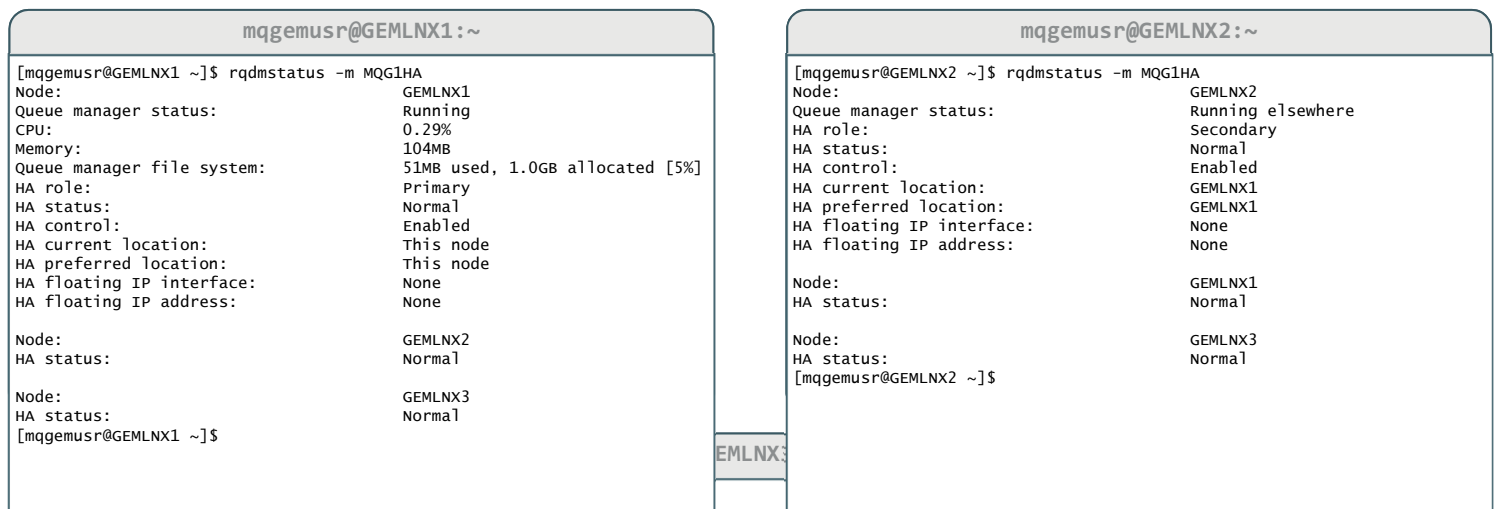 mqgemusr@GEMLNX1:~
[mqgemusr@GEMLNX1 ~]$ rqdmstatus -m MQG1HA
Node: GEMLNX1
Queue manager status: Running
CPU: 0.29%
Memory: 104MB
Queue manager file system: 51MB used, 1.0GB allocated [5%]
HA role: Primary
HA status: Normal
HA control: Enabled
HA current location: This node
HA preferred location: This node
HA floating IP interface: None
HA floating IP address: None
Node: GEMLNX2
HA status: Normal
Node: GEMLNX3
HA status: Normal
[mqgemusr@GEMLNX1 ~]$
EMLNX3
mqgemusr@GEMLNX2:~
[mqgemusr@GEMLNX2 ~]$ rqdmstatus -m MQG1HA
Node: GEMLNX2
Queue manager status: Running elsewhere
HA role: Secondary
HA status: Normal
HA control: Enabled
HA current location: GEMLNX1
HA preferred location: GEMLNX1
HA floating IP interface: None
HA floating IP address: None
Node: GEMLNX1
HA status: Normal
Node: GEMLNX3
HA status: Normal
[mqgemusr@GEMLNX2 ~]$